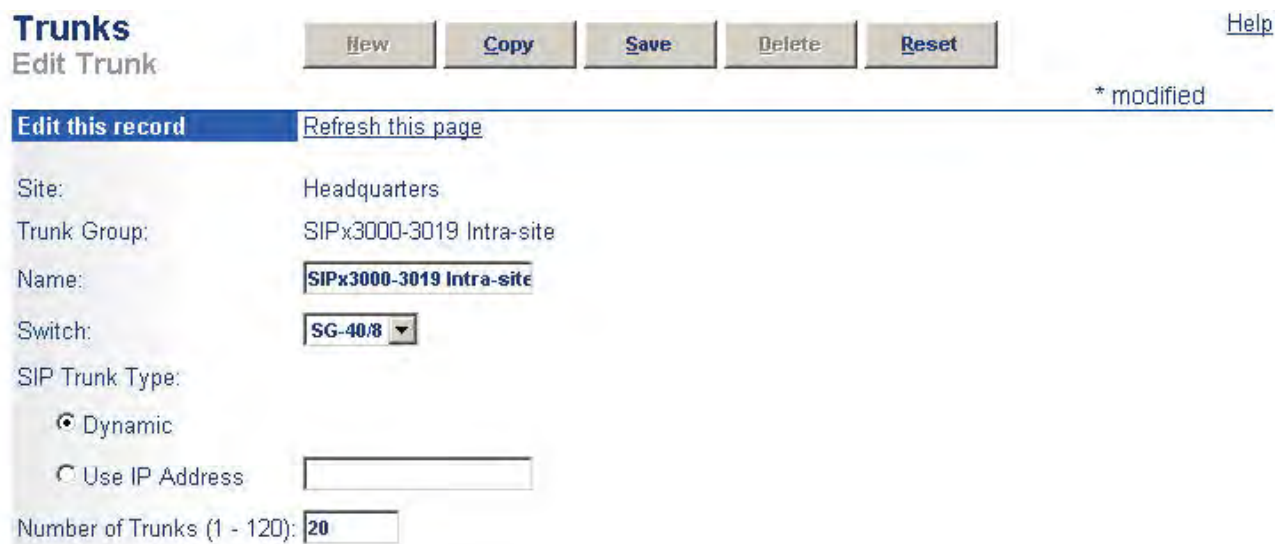 Trunks
Edit Trunk
New Copy Save Delete Reset
Help
* modified
Edit this record Refresh this page
Site: Headquarters
Trunk Group: SIPx3000-3019 Intra-site
Name: SIPx3000-3019 Intra-site
Switch: SG-40/8
SIP Trunk Type:
Dynamic
Use IP Address
Number of Trunks (1 - 120): 20